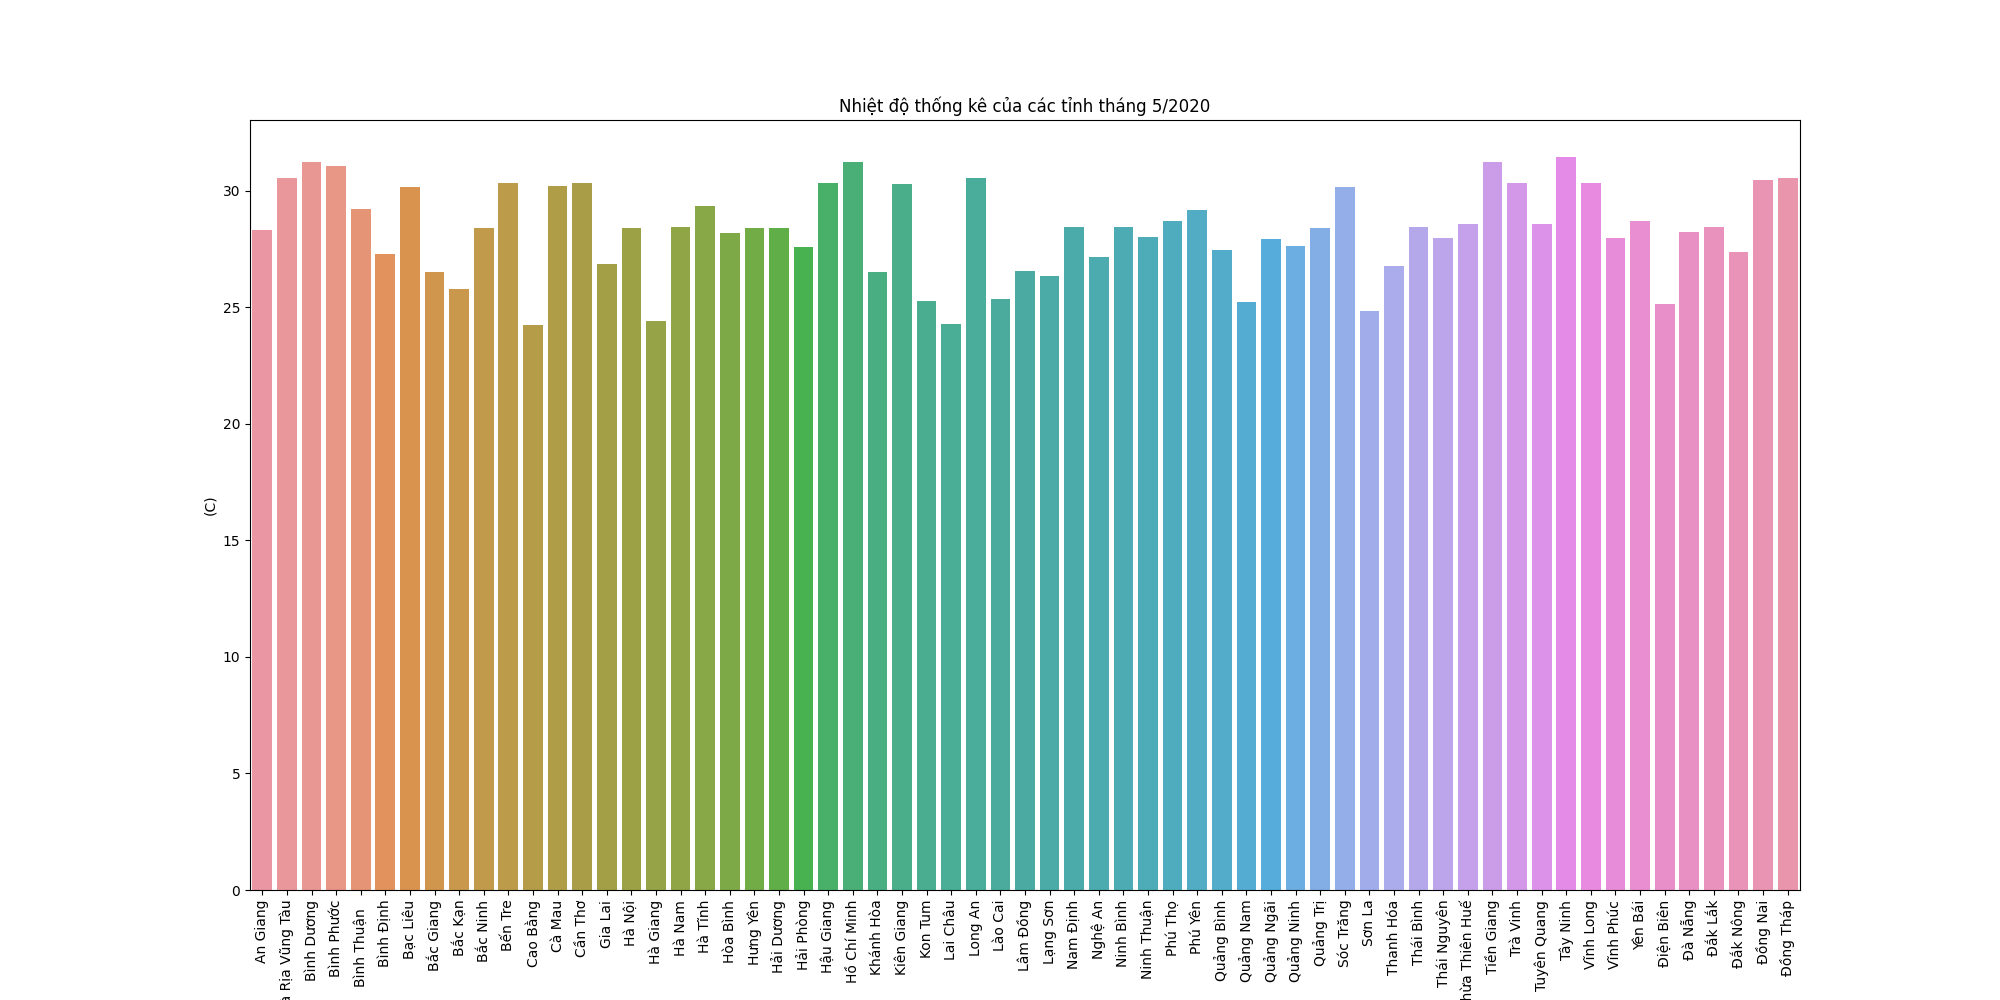 Nhiệt độ thống kê của các tỉnh tháng 5/2020
(C)
30
25
20
15
10
5
0
An Giang
Rịa Vũng Tàu
Bình Dương
Bình Phước
Bình Thuận
Bình Định
Bạc Liêu
Bắc Giang
Bắc Kạn
Bắc Ninh
Bến Tre
Cao Bằng
Cà Mau
Cần Thơ
Gia Lai
Hà Nội
Hà Giang
Hà Nam
Hà Tĩnh
Hòa Bình
Hưng Yên
Hải Dương
Hải Phòng
Hậu Giang
Hồ Chí Minh
Khánh Hòa
Kiên Giang
Kon Tum
Lai Châu
Long An
Lào Cai
Lâm Đồng
Lạng Sơn
Nam Định
Nghệ An
Ninh Bình
Ninh Thuận
Phú Thọ
Phú Yên
Quảng Bình
Quảng Nam
Quảng Ngãi
Quảng Ninh
Quảng Trị
Sóc Trăng
Sơn La
Thanh Hóa
Thái Bình
Thái Nguyên
Thiên Huế
Tiền Giang
Trà Vinh
Tuyên Quang
Tây Ninh
Vĩnh Long
Vĩnh Phúc
Yên Bái
Điện Biên
Đà Nẵng
Đắk Lắk
Đắk Nông
Đồng Nai
Đồng Tháp